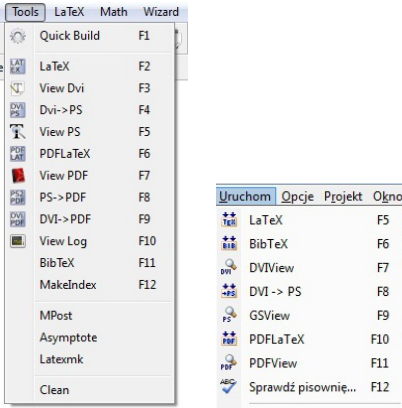 Tools LaTeX Math Wizard
Quick Build F1
LaTeX F2
View Dvi F3
Dvi->PS F4
View PS F5
PDFLaTeX F6
View PDF F7
PS->PDF F8
DVI->PDF F9
View Log F10
BibTeX F11
MakeIndex F12
MPost
Asymptote
Latexmk
Clean
Uruchom Opcje Projekt Okno
LaTeX F5
BibTeX F6
DVIView F7
DVI -> PS F8
GSView F9
PDFLaTeX F10
PDFView F11
Sprawdź pisownię... F12